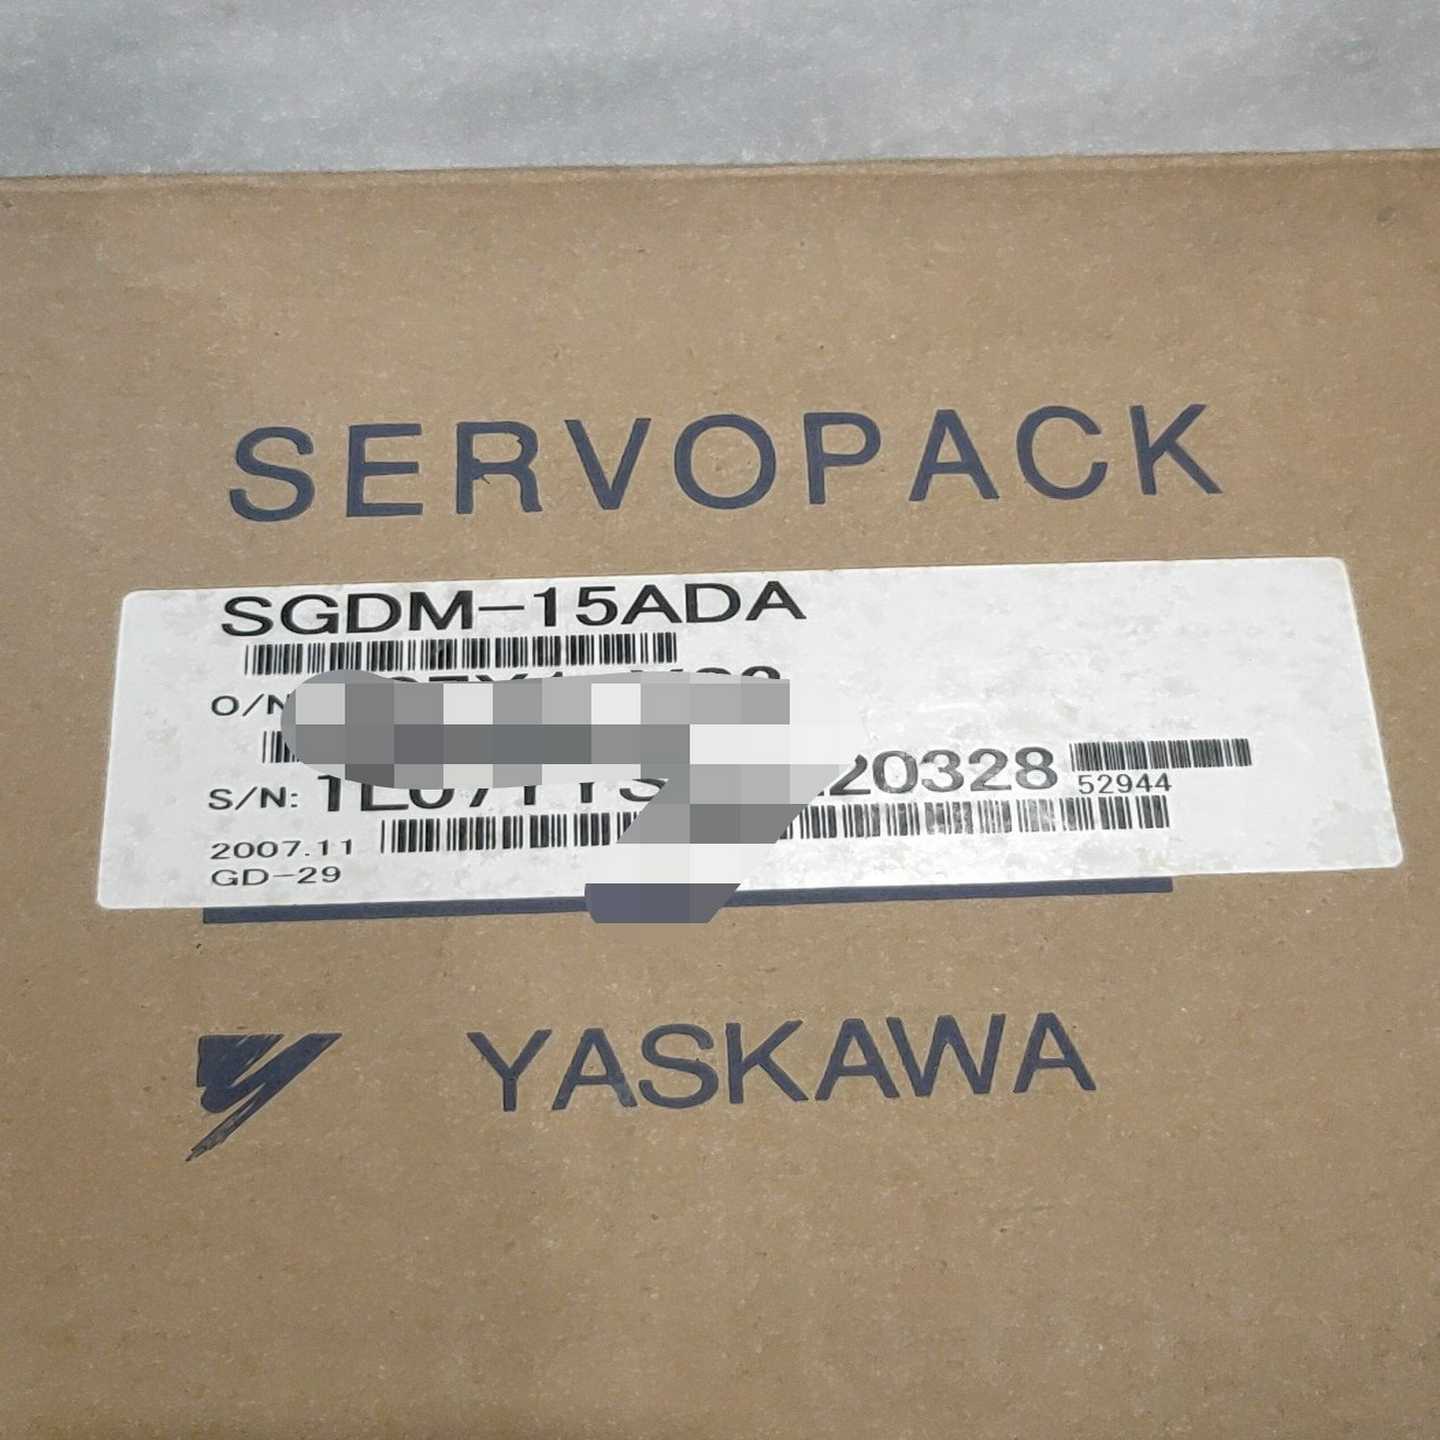 SERVOPACK
SGDM-15ADA
O/N
S/N: 20328
52944
2007.11
GD-29
YASKAWA